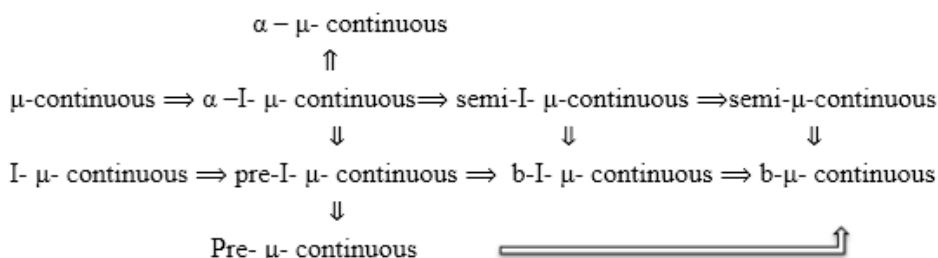 α – μ- continuous
⇑
μ-continuous ⟹ α –I- μ- continuous⟹ semi-I- μ-continuous ⟹semi-μ-continuous
⇓ ⇓ ⇓
I- μ- continuous ⟹ pre-I- μ- continuous ⟹ b-I- μ- continuous ⟹ b-μ- continuous
⇓
Pre- μ- continuous